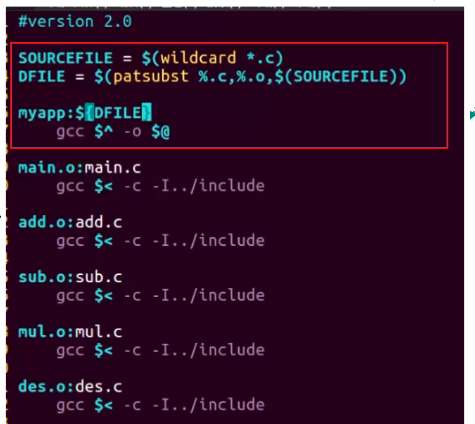 #version 2.0
SOURCEFILE = $(wildcard *.c)
DFILE = $(patsubst %.c,%.o,$(SOURCEFILE))
myapp:${DFILE}
    gcc $^ -o $@
main.o:main.c
    gcc $< -c -I../include
add.o:add.c
    gcc $< -c -I../include
sub.o:sub.c
    gcc $< -c -I../include
mul.o:mul.c
    gcc $< -c -I../include
des.o:des.c
    gcc $< -c -I../include